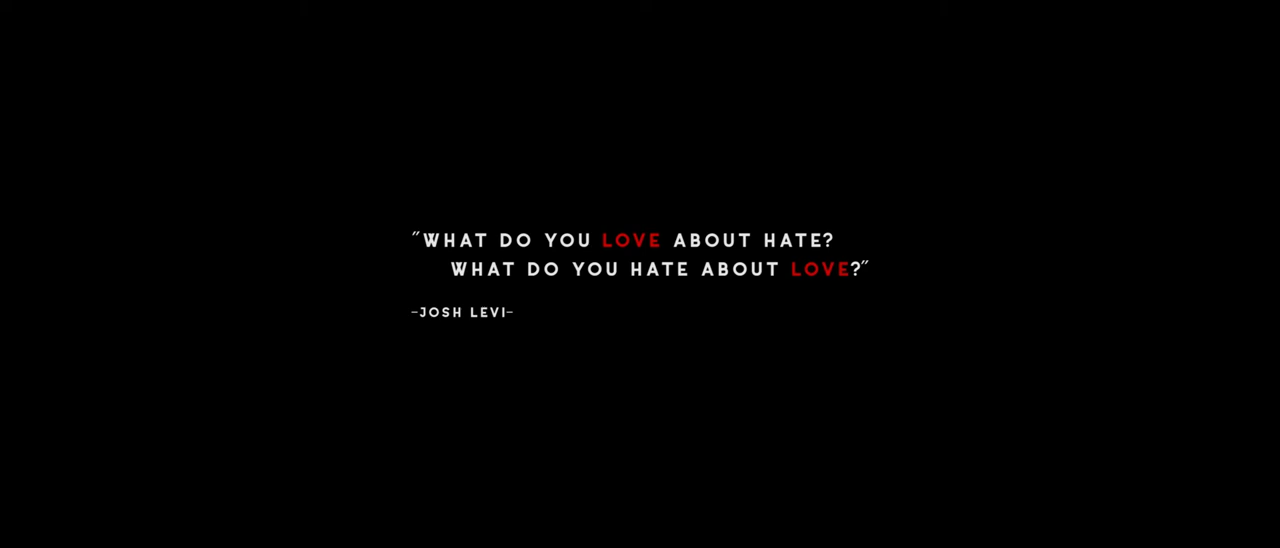 "WHAT DO YOU LOVE ABOUT HATE?
WHAT DO YOU HATE ABOUT LOVE?"
-JOSH LEVI-